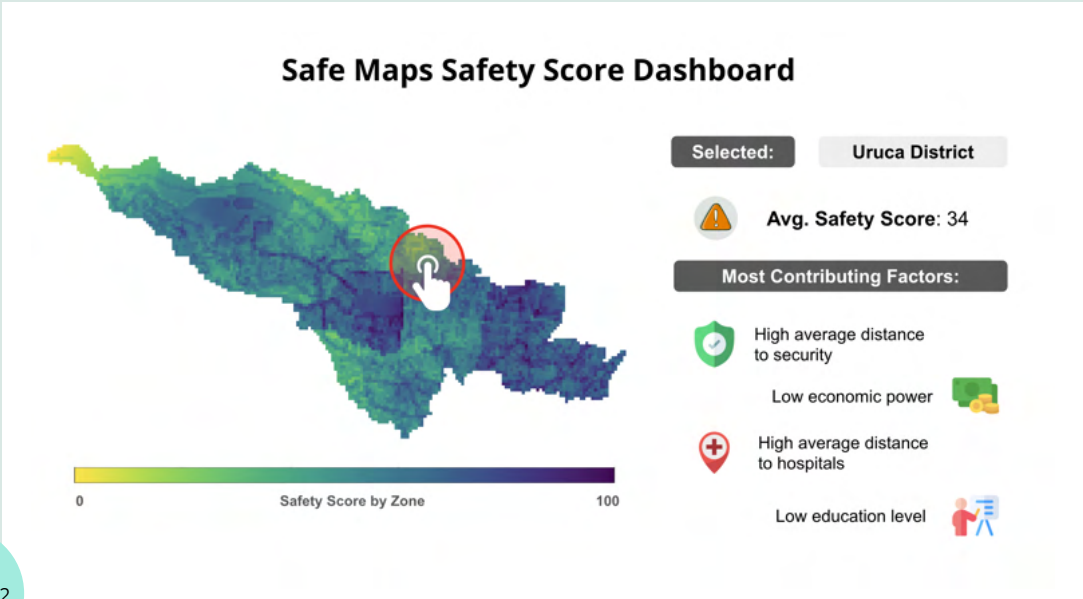 Safe Maps Safety Score Dashboard
Selected:
Uruca District
Avg. Safety Score: 34
Most Contributing Factors:
High average distance
to security
Low economic power
High average distance
to hospitals
Low education level
0
Safety Score by Zone
100
2